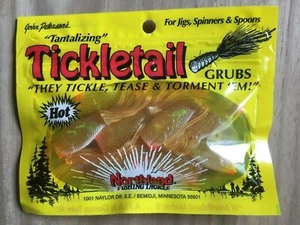 John Peterson's
For Jigs, Spinners & Spoons
"Tantalizing"
Tickletail
GRUBS
"THEY TICKLE, TEASE & TORMENT 'EM!"
Hot
Northland
FISHING TACKLE
1001 NAYLOR DR. S.E. / BEMIDJI, MINNESOTA 56601